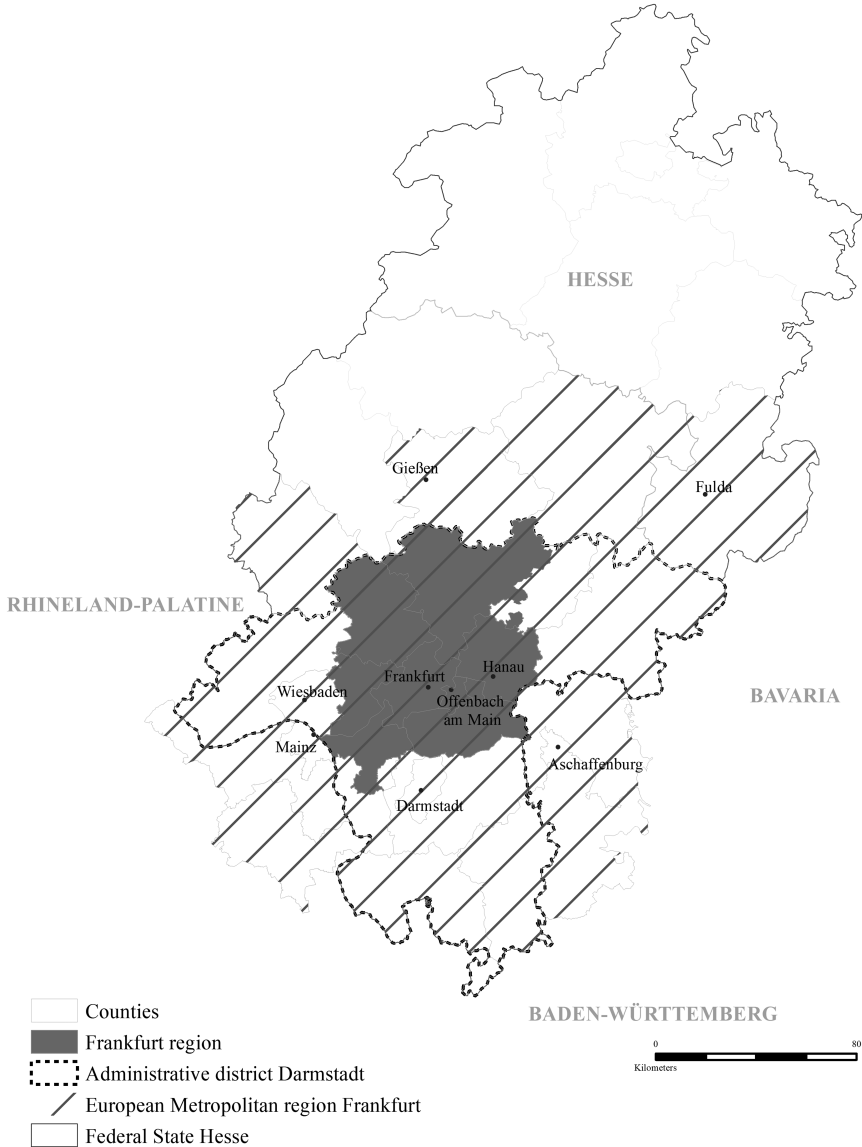 HESSE
Gießen
Fulda
RHINELAND-PALATINE
Frankfurt
Hanau
Wiesbaden
Offenbach
am Main
BAVARIA
Mainz
Aschaffenburg
Darmstadt
BADEN-WÜRTTEMBERG
Counties
Frankfurt region
Administrative district Darmstadt
European Metropolitan region Frankfurt
Federal State Hesse
0 80
Kilometers